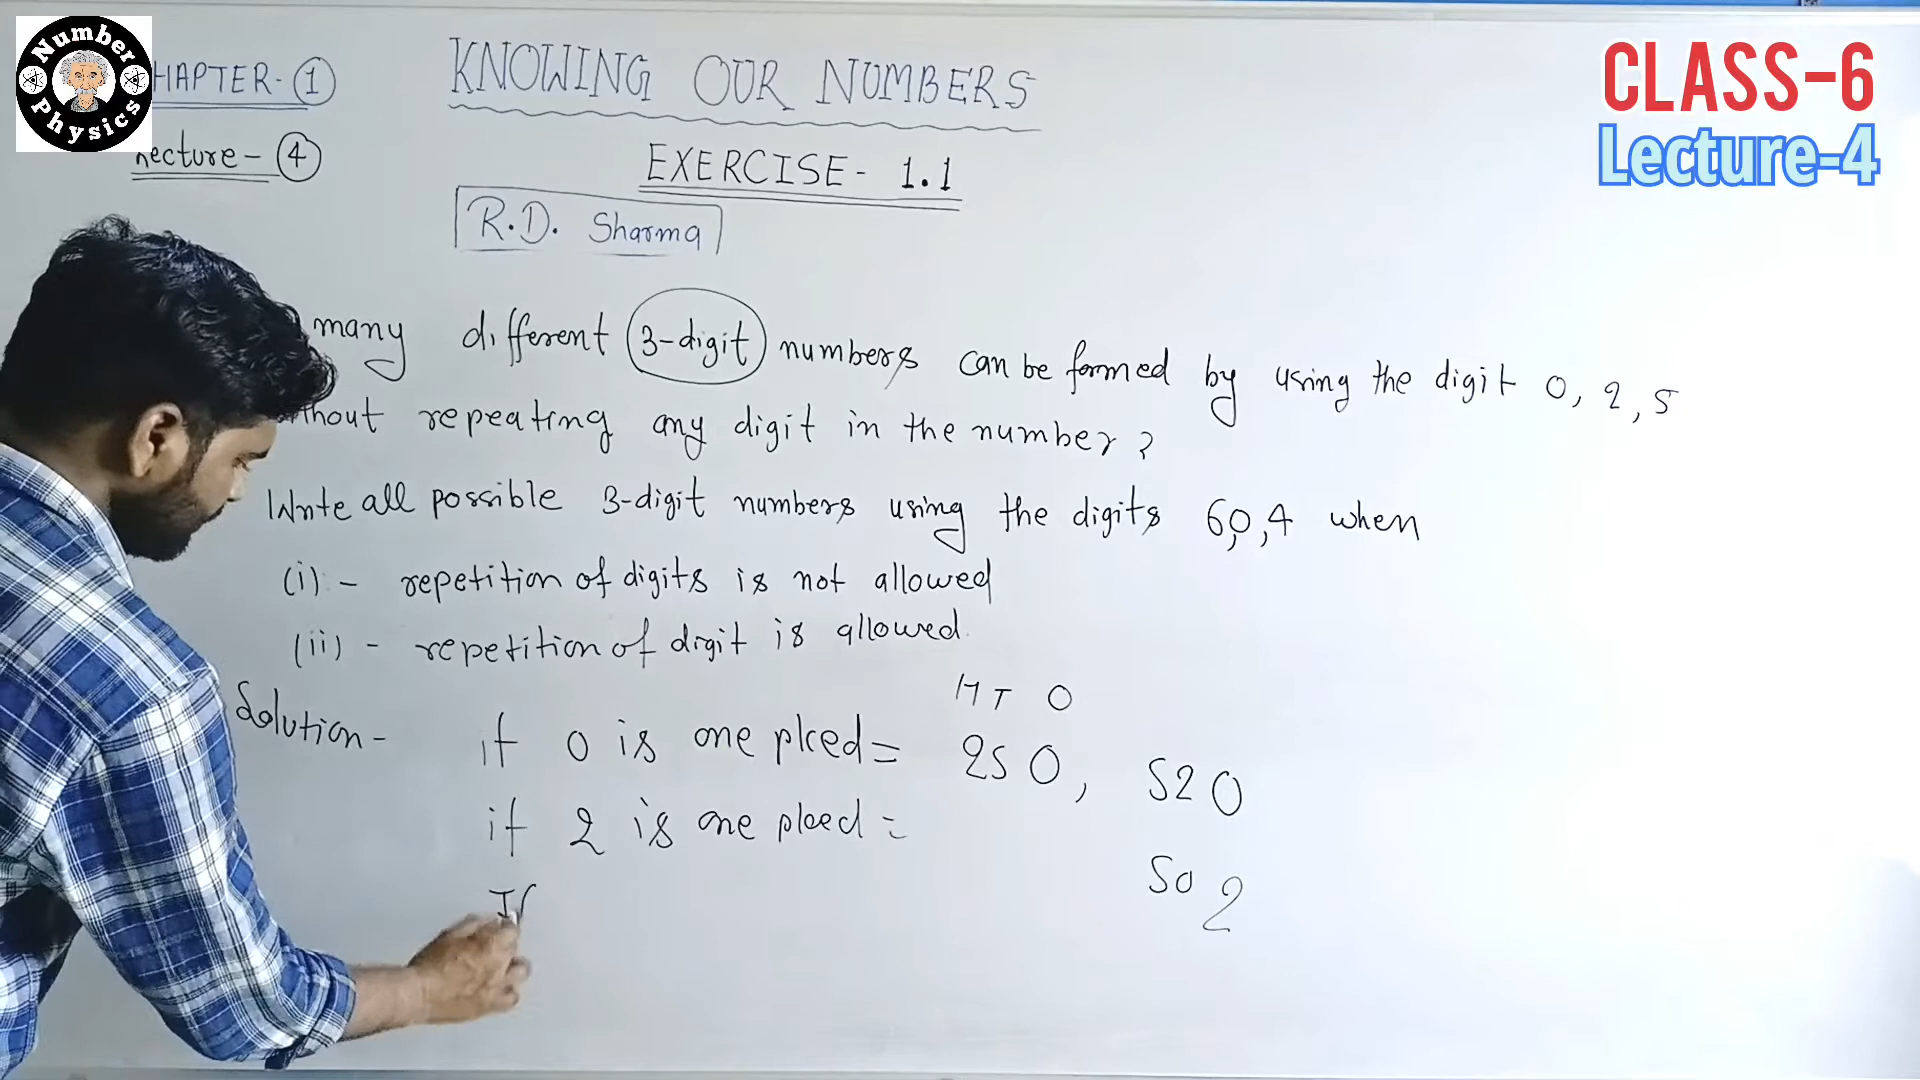 Number Physics
CHAPTER- 1
KNOWING OUR NUMBERS
CLASS-6
Lecture-4
Lecture- 4
EXERCISE- 1.1
R.D. Sharma
many different 3-digit numbers can be formed by using the digit 0, 2, 5
without repeating any digit in the number?
Write all possible 3-digit numbers using the digits 6,0,4 when
(i) - repetition of digits is not allowed
(ii) - repetition of digit is allowed.
H T O
Solution- if 0 is one plced = 250, 520
if 2 is one plced =
502
If